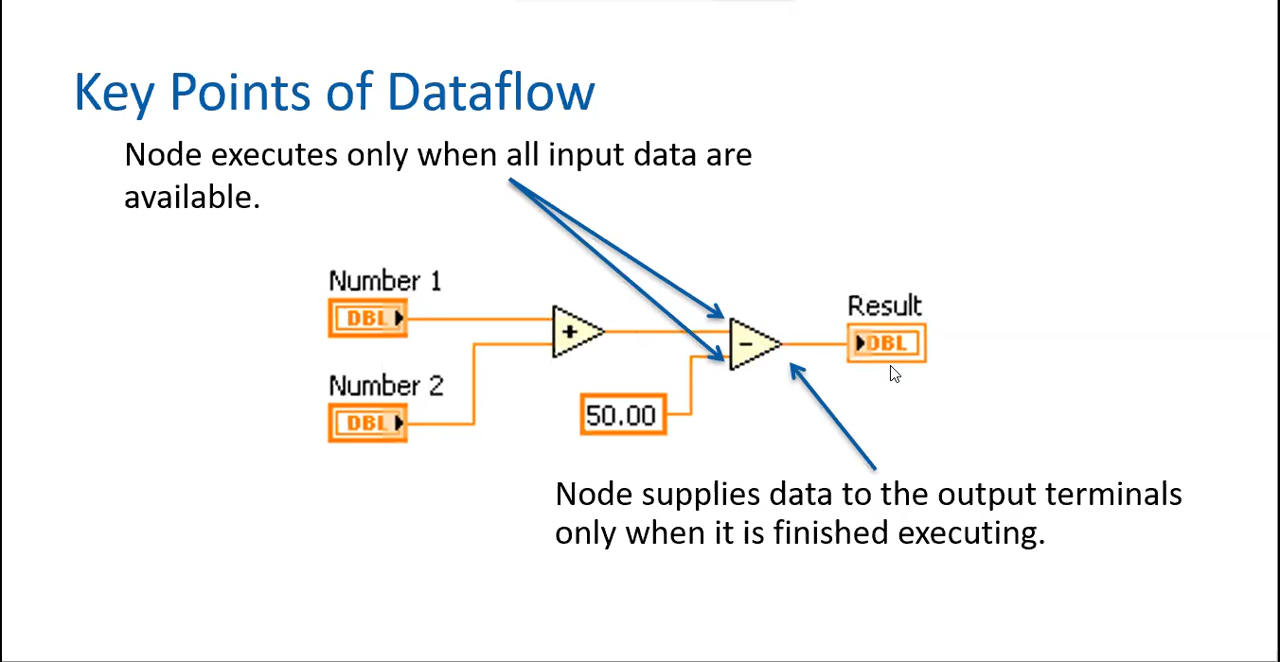 Key Points of Dataflow
Node executes only when all input data are
available.
Number 1
DBL
Number 2
DBL
+
50.00
-
Result
DBL
Node supplies data to the output terminals
only when it is finished executing.